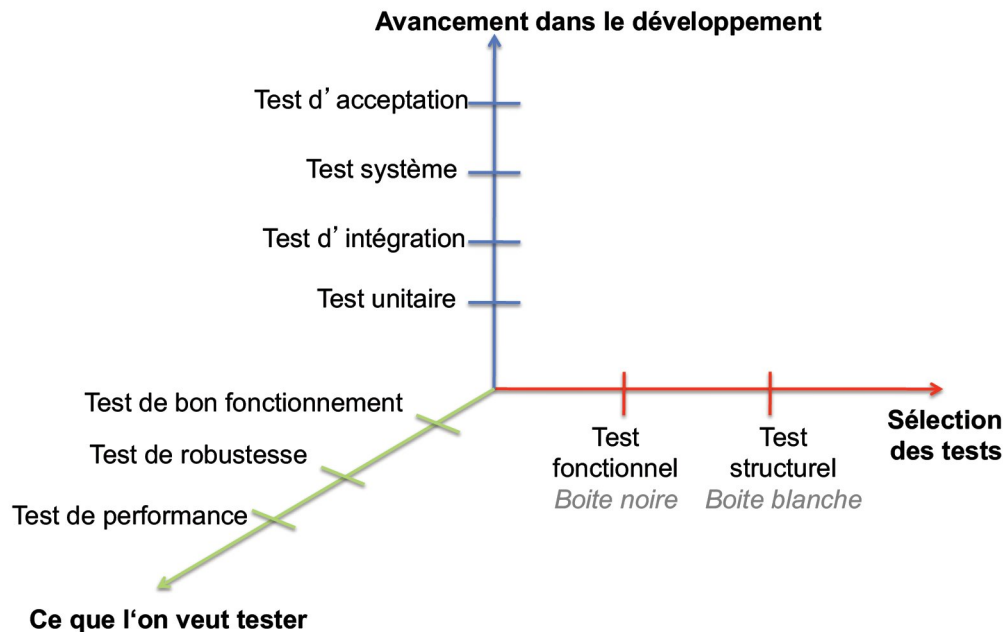 Avancement dans le développement
Test d’acceptation
Test système
Test d’intégration
Test unitaire
Test de bon fonctionnement
Test de robustesse
Test de performance
Ce que l‘on veut tester
Test
fonctionnel
Boite noire
Test
structurel
Boite blanche
Sélection
des tests